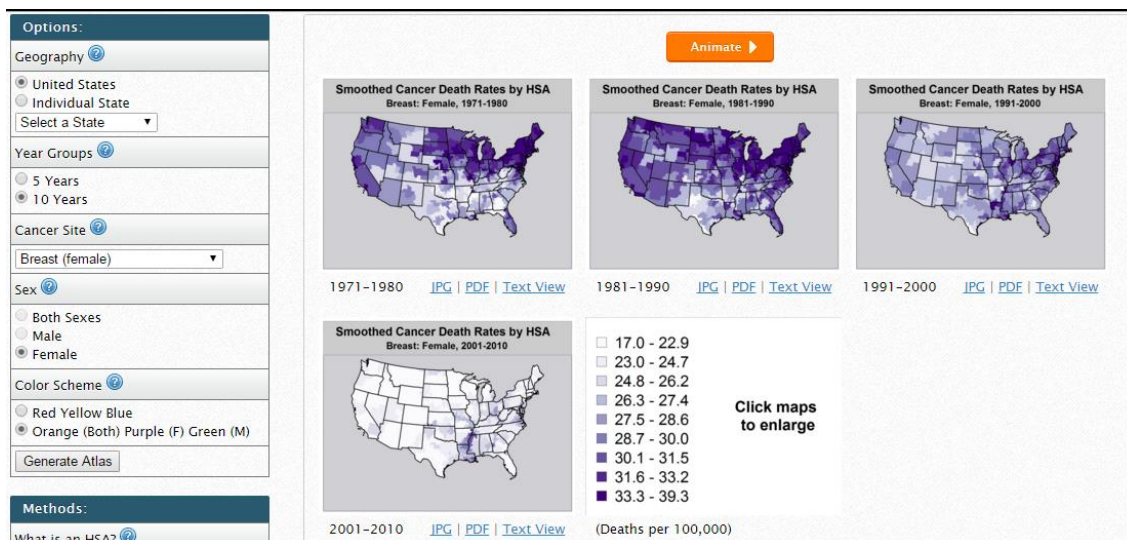 Options:
Geography
United States
Individual State
Select a State
Year Groups
5 Years
10 Years
Cancer Site
Breast (female)
Sex
Both Sexes
Male
Female
Color Scheme
Red Yellow Blue
Orange (Both) Purple (F) Green (M)
Generate Atlas
Methods:
What is an HSA?
Animate
Smoothed Cancer Death Rates by HSA
Breast: Female, 1971-1980
1971-1980 JPG | PDF | Text View
Smoothed Cancer Death Rates by HSA
Breast: Female, 1981-1990
1981-1990 JPG | PDF | Text View
Smoothed Cancer Death Rates by HSA
Breast: Female, 1991-2000
1991-2000 JPG | PDF | Text View
Smoothed Cancer Death Rates by HSA
Breast: Female, 2001-2010
2001-2010 JPG | PDF | Text View
17.0 - 22.9
23.0 - 24.7
24.8 - 26.2
26.3 - 27.4
27.5 - 28.6
28.7 - 30.0
30.1 - 31.5
31.6 - 33.2
33.3 - 39.3
Click maps
to enlarge
(Deaths per 100,000)